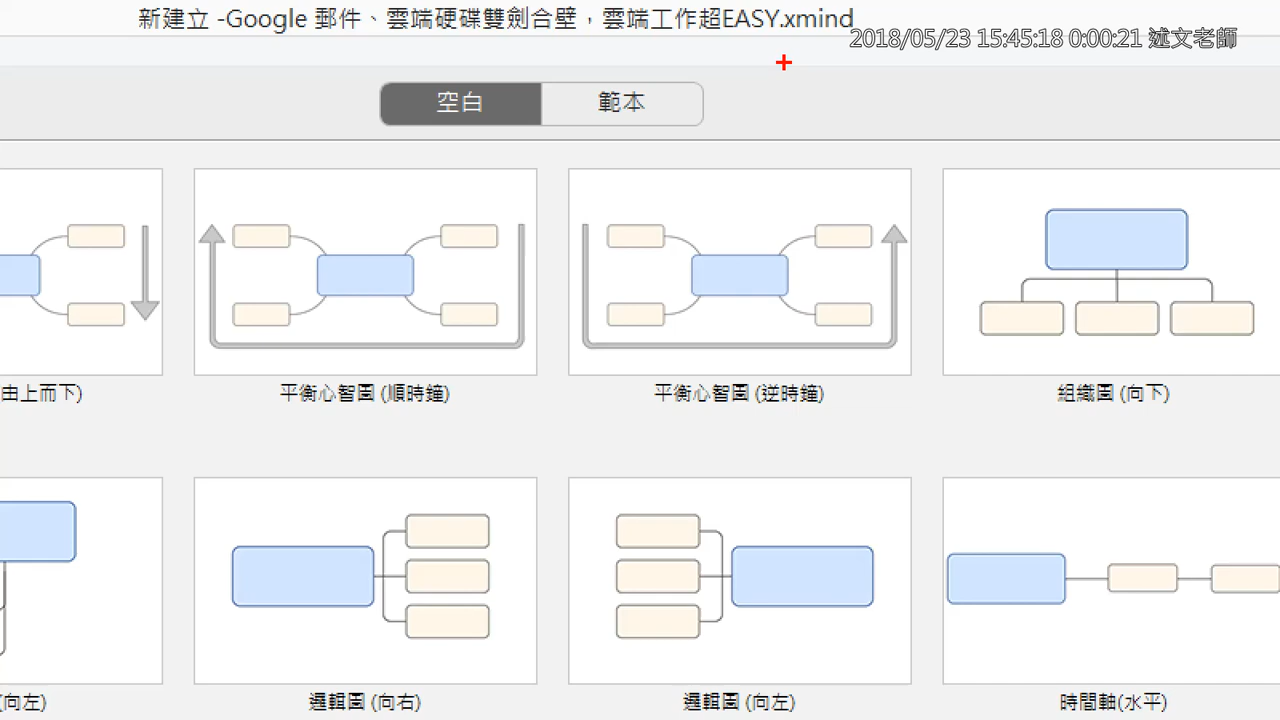 新建立 -Google 郵件、雲端硬碟雙劍合壁，雲端工作超EASY.xmind
2018/05/23 15:45:18 0:00:21 述文老師
空白
範本
由上而下)
平衡心智圖 (順時鐘)
平衡心智圖 (逆時鐘)
組織圖 (向下)
(向左)
邏輯圖 (向右)
邏輯圖 (向左)
時間軸(水平)